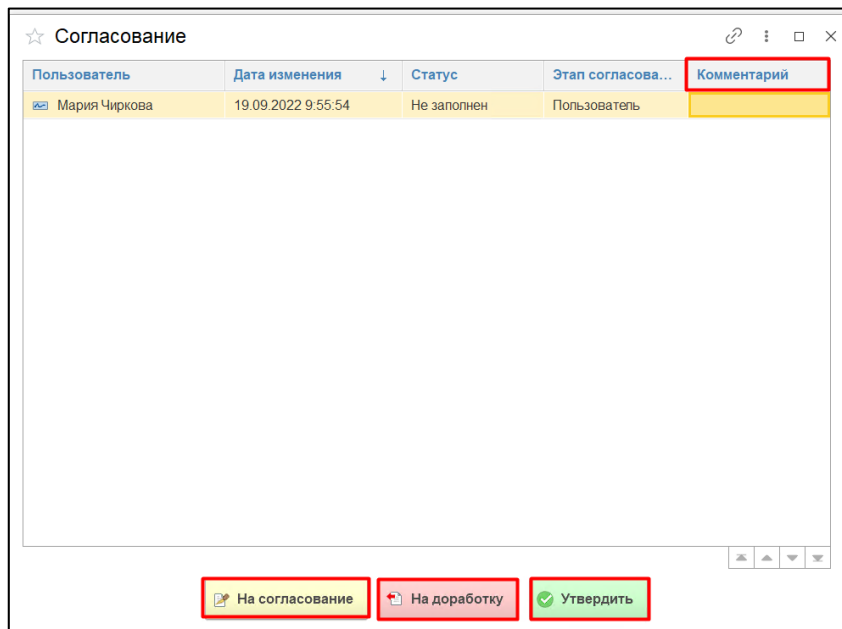 Согласование
Пользователь Дата изменения ↓ Статус Этап согласова... Комментарий
Мария Чиркова 19.09.2022 9:55:54 Не заполнен Пользователь
На согласование На доработку Утвердить